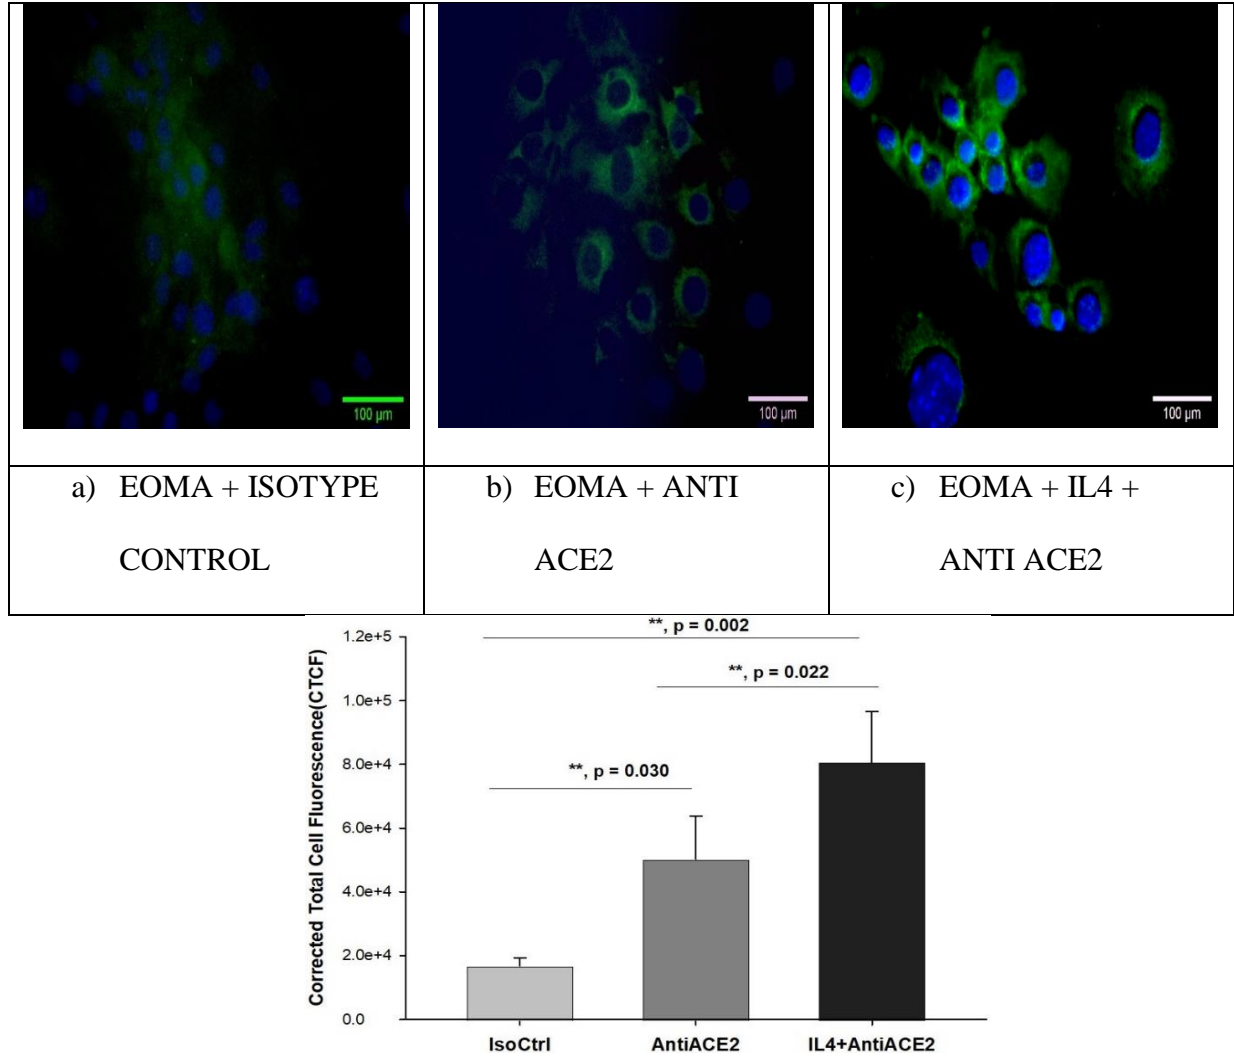 100 µm
100 µm
100 µm
a) EOMA + ISOTYPE
CONTROL
b) EOMA + ANTI
ACE2
c) EOMA + IL4 +
ANTI ACE2
**, p = 0.002
**, p = 0.022
**, p = 0.030
Corrected Total Cell Fluorescence(CTCF)
1.2e+5
1.0e+5
8.0e+4
6.0e+4
4.0e+4
2.0e+4
0.0
IsoCtrl
AntiACE2
IL4+AntiACE2